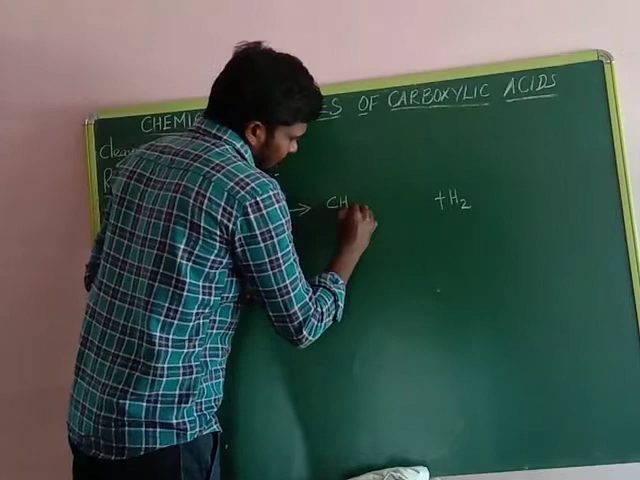 CHEMI ES OF CARBOXYLIC ACIDS
→ CH + H2